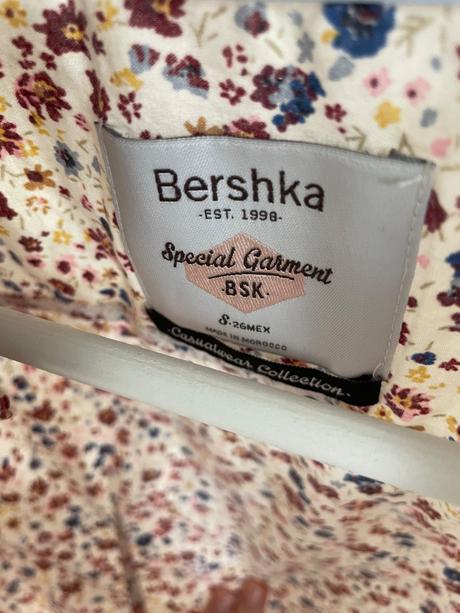 Bershka
-EST. 1998-
Special Garment
·BSK·
S·26MEX
MADE IN MOROCCO
·Casualwear Collection·